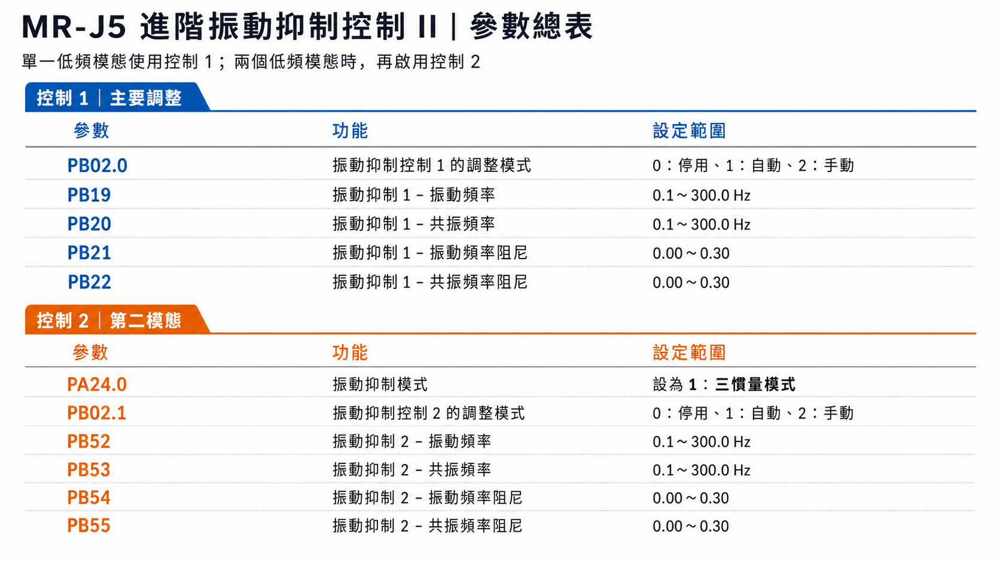 MR-J5 進階振動抑制控制 II｜參數總表
單一低頻模態使用控制 1；兩個低頻模態時，再啟用控制 2
控制 1｜主要調整
參數 功能 設定範圍
PB02.0 振動抑制控制 1 的調整模式 0：停用、1：自動、2：手動
PB19 振動抑制 1 – 振動頻率 0.1～300.0 Hz
PB20 振動抑制 1 – 共振頻率 0.1～300.0 Hz
PB21 振動抑制 1 – 振動頻率阻尼 0.00～0.30
PB22 振動抑制 1 – 共振頻率阻尼 0.00～0.30
控制 2｜第二模態
參數 功能 設定範圍
PA24.0 振動抑制模式 設為 1：三慣量模式
PB02.1 振動抑制控制 2 的調整模式 0：停用、1：自動、2：手動
PB52 振動抑制 2 – 振動頻率 0.1～300.0 Hz
PB53 振動抑制 2 – 共振頻率 0.1～300.0 Hz
PB54 振動抑制 2 – 振動頻率阻尼 0.00～0.30
PB55 振動抑制 2 – 共振頻率阻尼 0.00～0.30